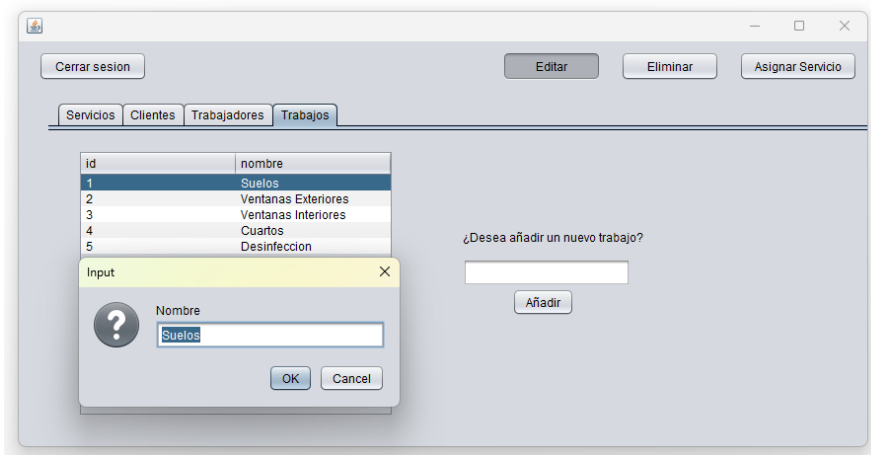 Cerrar sesion Editar Eliminar Asignar Servicio
Servicios Clientes Trabajadores Trabajos
id nombre
1 Suelos
2 Ventanas Exteriores
3 Ventanas Interiores
4 Cuartos
5 Desinfeccion
¿Desea añadir un nuevo trabajo?
Añadir
Input
Nombre
Suelos
OK Cancel